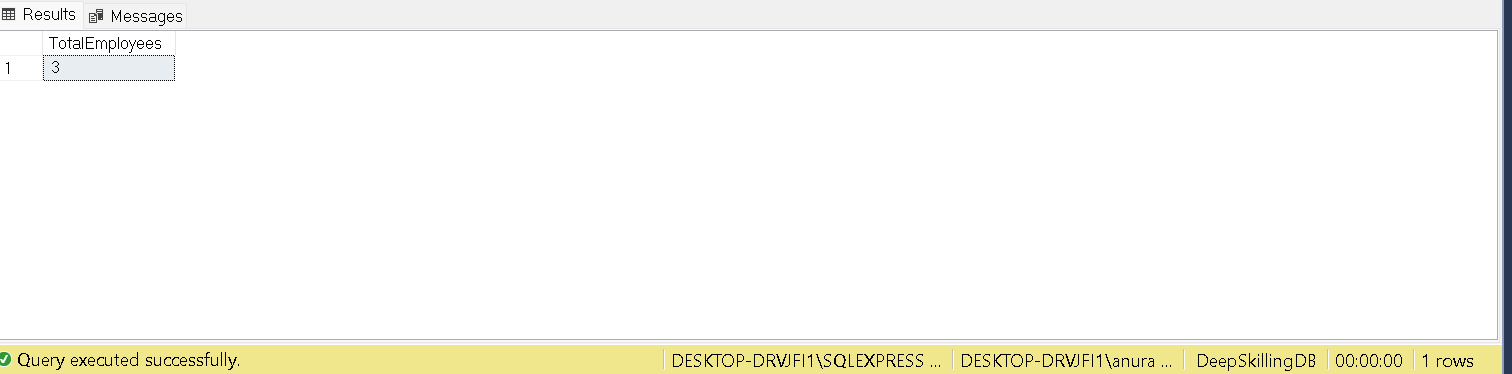 Results Messages
TotalEmployees
1 3
Query executed successfully. DESKTOP-DRVJFI1\SQLEXPRESS ... DESKTOP-DRVJFI1\anura ... DeepSkillingDB 00:00:00 1 rows